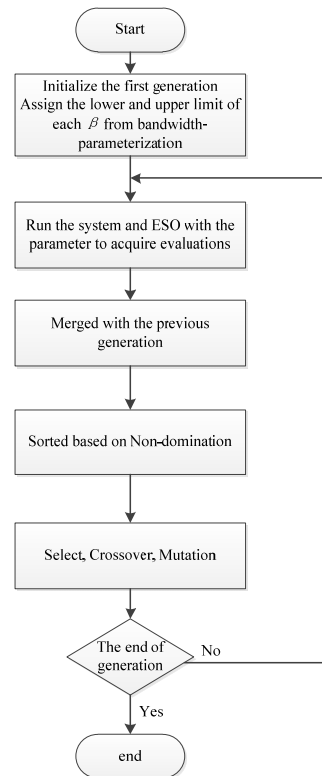 Start
Initialize the first generation
Assign the lower and upper limit of
each β from bandwidth-
parameterization
Run the system and ESO with the
parameter to acquire evaluations
Merged with the previous
generation
Sorted based on Non-domination
Select, Crossover, Mutation
The end of
generation
No
Yes
end